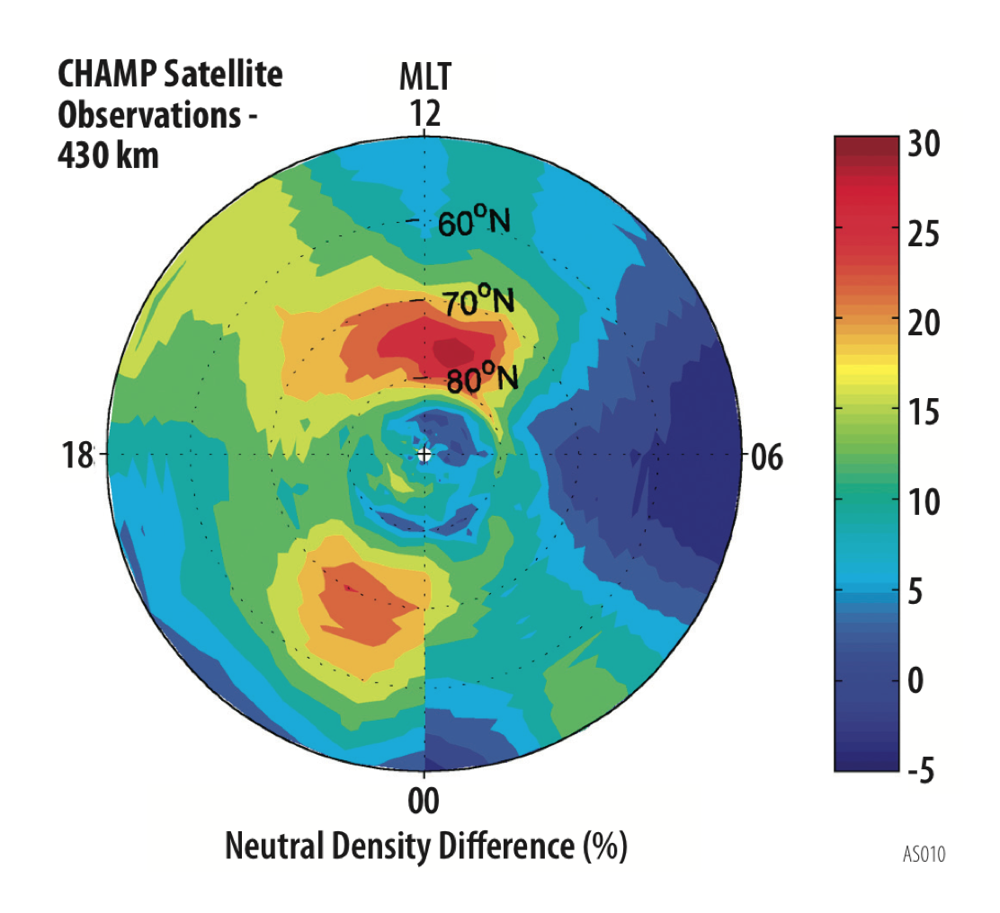 CHAMP Satellite
Observations -
430 km
MLT
12
60°N
70°N
80°N
18
06
00
Neutral Density Difference (%)
30
25
20
15
10
5
0
-5
AS010